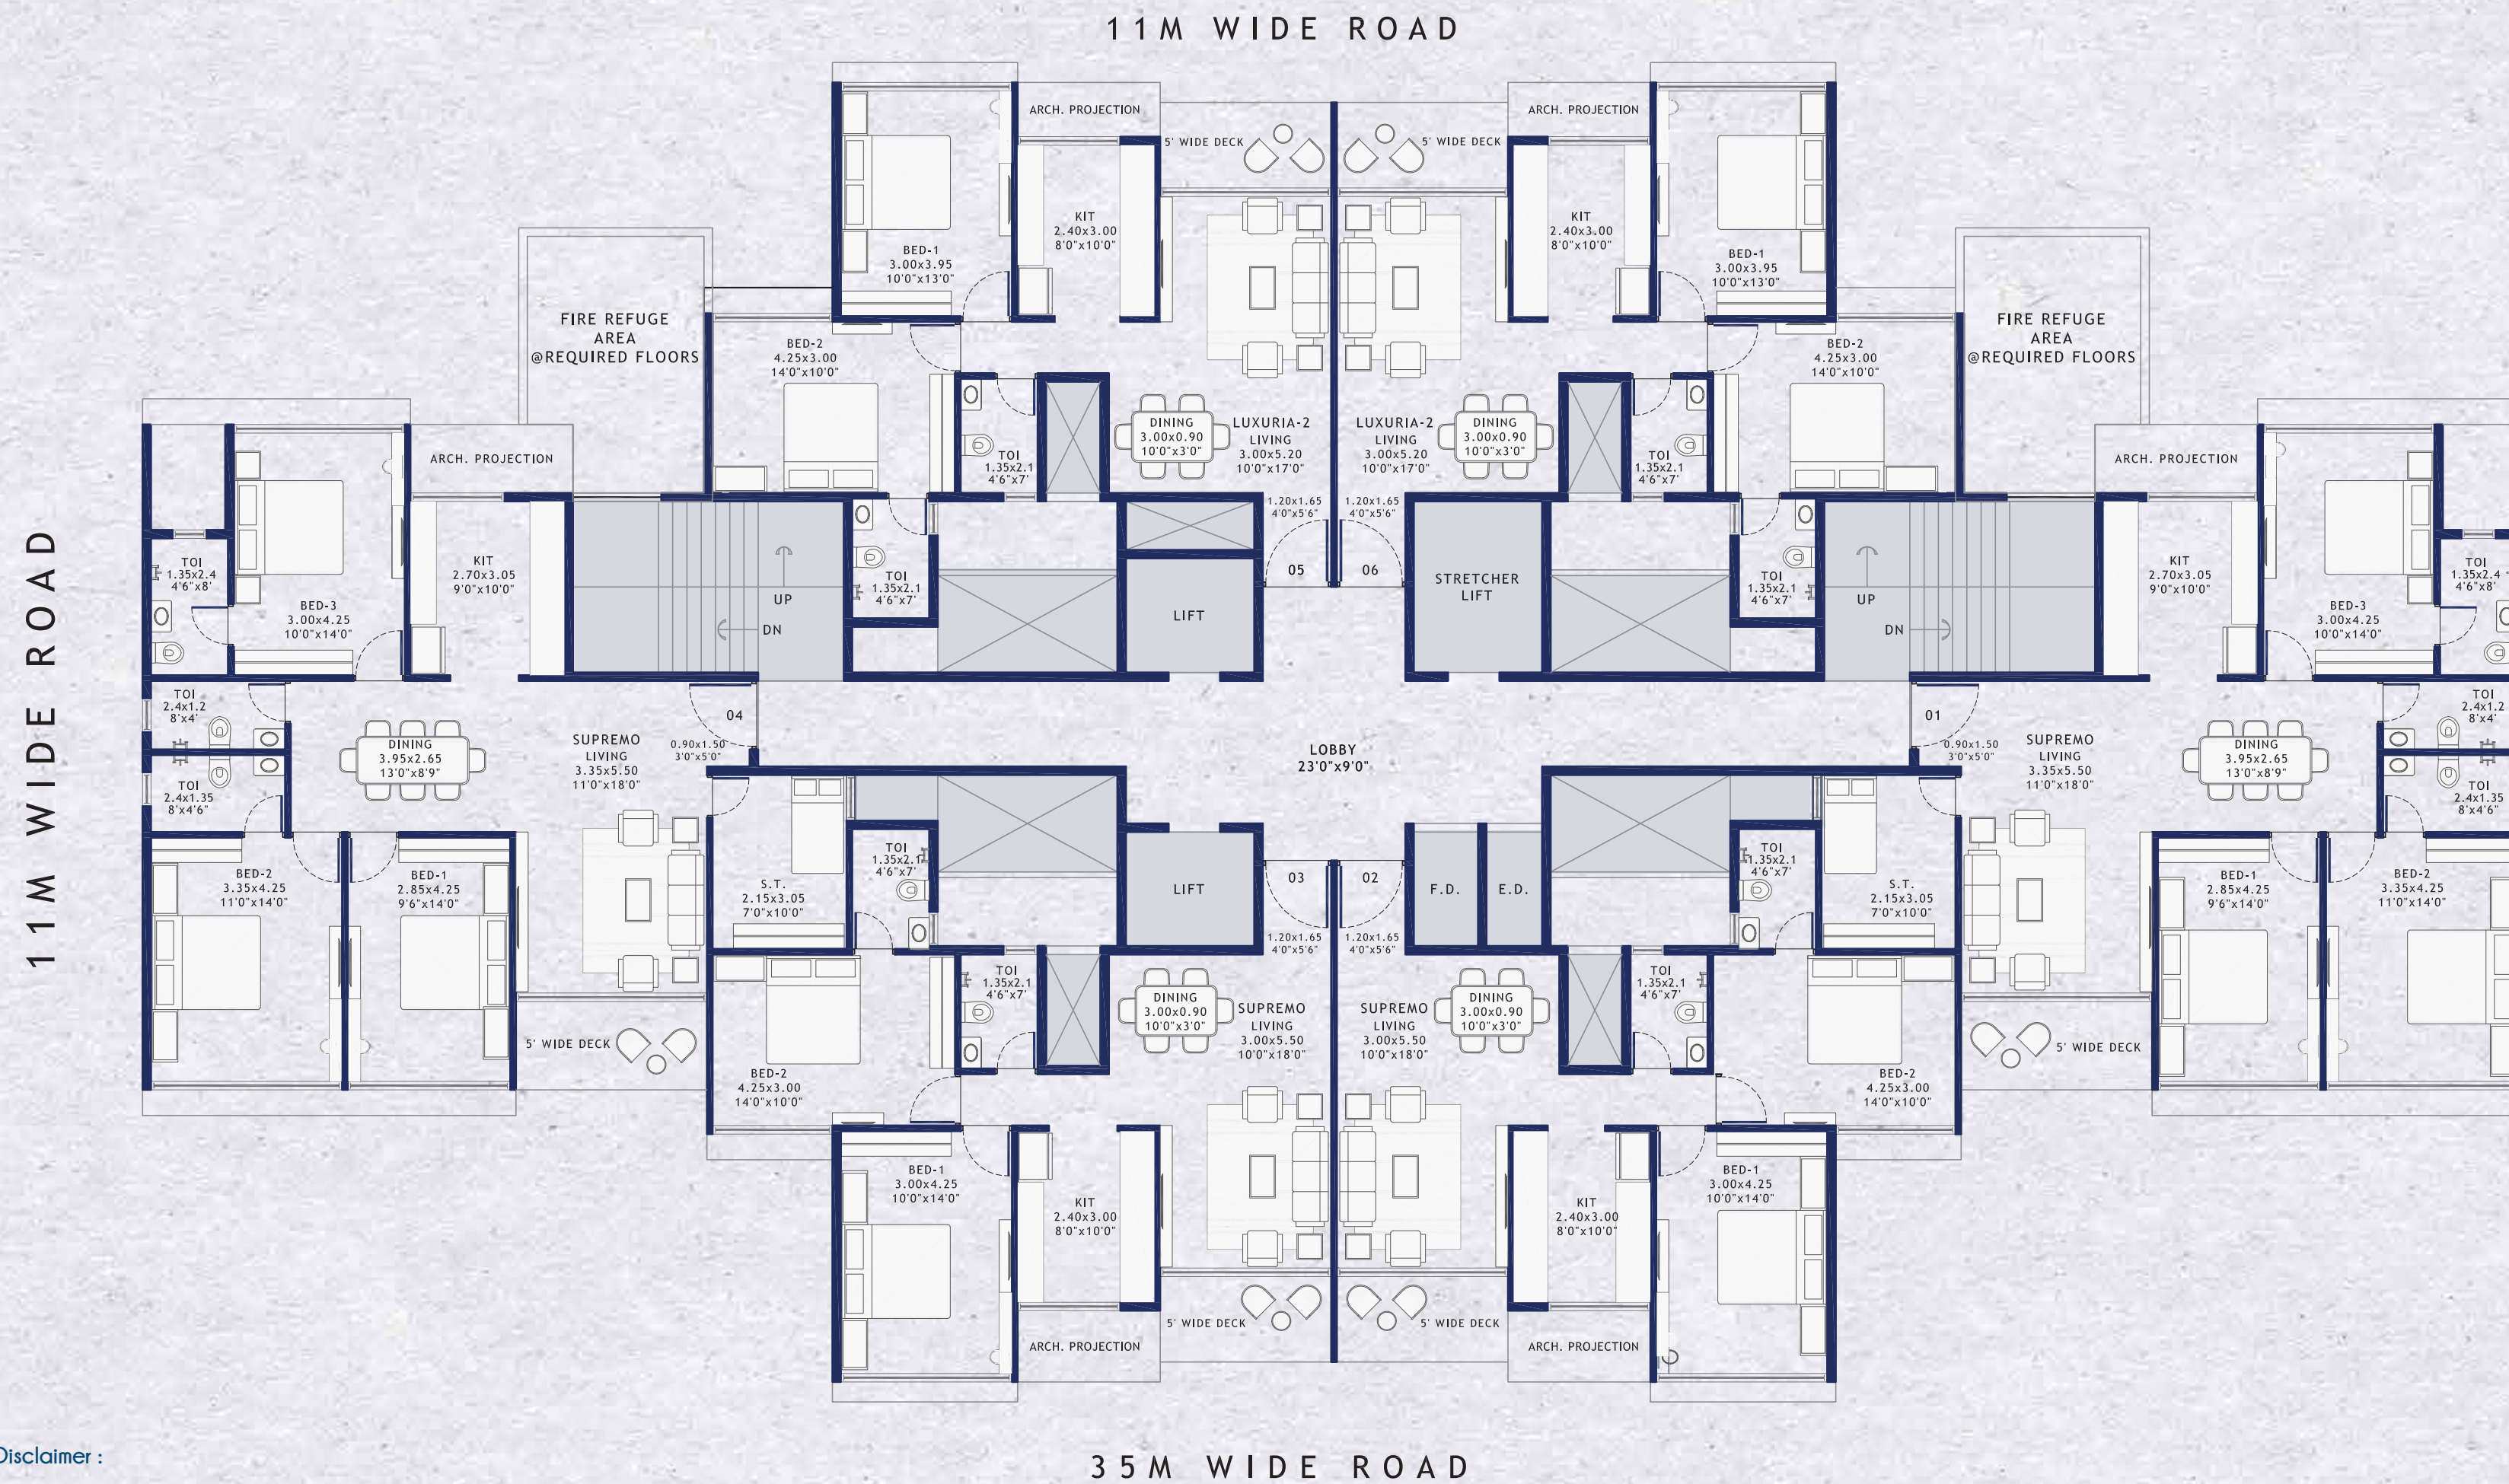 11M WIDE ROAD
ARCH. PROJECTION
5' WIDE DECK
5' WIDE DECK
ARCH. PROJECTION
BED-1
3.00x3.95
10'0"x13'0"
KIT
2.40x3.00
8'0"x10'0"
KIT
2.40x3.00
8'0"x10'0"
BED-1
3.00x3.95
10'0"x13'0"
FIRE REFUGE
AREA
@REQUIRED FLOORS
BED-2
4.25x3.00
14'0"x10'0"
BED-2
4.25x3.00
14'0"x10'0"
FIRE REFUGE
AREA
@REQUIRED FLOORS
ARCH. PROJECTION
TOI
1.35x2.1
4'6"x7'
DINING
3.00x0.90
10'0"x3'0"
LUXURIA-2
LIVING
3.00x5.20
10'0"x17'0"
LUXURIA-2
LIVING
3.00x5.20
10'0"x17'0"
DINING
3.00x0.90
10'0"x3'0"
TOI
1.35x2.1
4'6"x7'
ARCH. PROJECTION
11M WIDE ROAD
TOI
1.35x2.4
4'6"x8'
BED-3
3.00x4.25
10'0"x14'0"
KIT
2.70x3.05
9'0"x10'0"
UP
DN
TOI
1.35x2.1
4'6"x7'
LIFT
1.20x1.65
4'0"x5'6"
05
1.20x1.65
4'0"x5'6"
06
STRETCHER
LIFT
TOI
1.35x2.1
4'6"x7'
UP
DN
KIT
2.70x3.05
9'0"x10'0"
BED-3
3.00x4.25
10'0"x14'0"
TOI
1.35x2.4
4'6"x8'
TOI
2.4x1.2
8'x4'
TOI
2.4x1.35
8'x4'6"
DINING
3.95x2.65
13'0"x8'9"
SUPREMO
LIVING
3.35x5.50
11'0"x18'0"
04
0.90x1.50
3'0"x5'0"
LOBBY
23'0"x9'0"
01
0.90x1.50
3'0"x5'0"
SUPREMO
LIVING
3.35x5.50
11'0"x18'0"
DINING
3.95x2.65
13'0"x8'9"
TOI
2.4x1.2
8'x4'
TOI
2.4x1.35
8'x4'6"
BED-2
3.35x4.25
11'0"x14'0"
BED-1
2.85x4.25
9'6"x14'0"
S.T.
2.15x3.05
7'0"x10'0"
TOI
1.35x2.1
4'6"x7'
LIFT
03
1.20x1.65
4'0"x5'6"
02
1.20x1.65
4'0"x5'6"
F.D.
E.D.
TOI
1.35x2.1
4'6"x7'
S.T.
2.15x3.05
7'0"x10'0"
BED-1
2.85x4.25
9'6"x14'0"
BED-2
3.35x4.25
11'0"x14'0"
5' WIDE DECK
BED-2
4.25x3.00
14'0"x10'0"
TOI
1.35x2.1
4'6"x7'
DINING
3.00x0.90
10'0"x3'0"
SUPREMO
LIVING
3.00x5.50
10'0"x18'0"
SUPREMO
LIVING
3.00x5.50
10'0"x18'0"
DINING
3.00x0.90
10'0"x3'0"
TOI
1.35x2.1
4'6"x7'
BED-2
4.25x3.00
14'0"x10'0"
5' WIDE DECK
BED-1
3.00x4.25
10'0"x14'0"
KIT
2.40x3.00
8'0"x10'0"
KIT
2.40x3.00
8'0"x10'0"
BED-1
3.00x4.25
10'0"x14'0"
ARCH. PROJECTION
5' WIDE DECK
5' WIDE DECK
ARCH. PROJECTION
Disclaimer :
35M WIDE ROAD